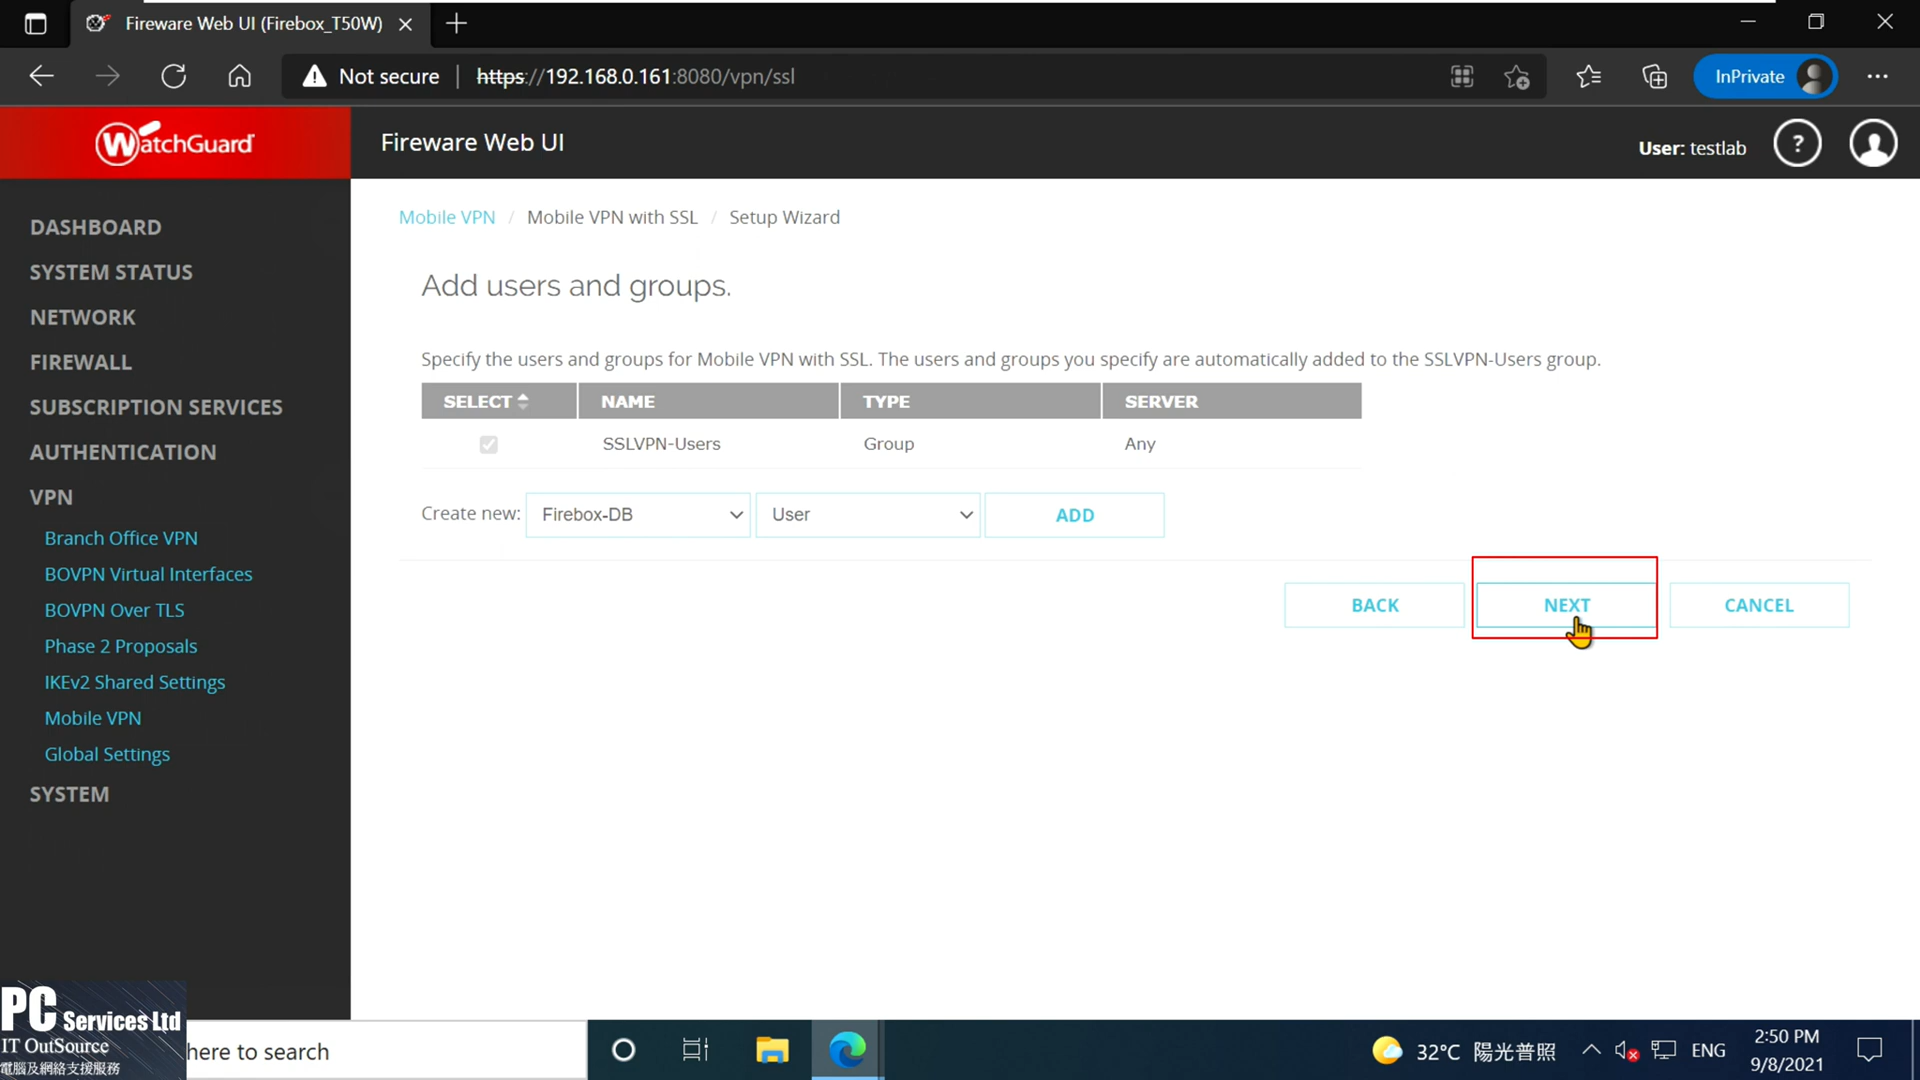 Fireware Web UI (Firebox_T50W)
Not secure
https://192.168.0.161:8080/vpn/ssl
InPrivate
WatchGuard
Fireware Web UI
User: testlab
?
DASHBOARD
SYSTEM STATUS
NETWORK
FIREWALL
SUBSCRIPTION SERVICES
AUTHENTICATION
VPN
Branch Office VPN
BOVPN Virtual Interfaces
BOVPN Over TLS
Phase 2 Proposals
IKEv2 Shared Settings
Mobile VPN
Global Settings
SYSTEM
Mobile VPN / Mobile VPN with SSL / Setup Wizard
Add users and groups.
Specify the users and groups for Mobile VPN with SSL. The users and groups you specify are automatically added to the SSLVPN-Users group.
SELECT NAME TYPE SERVER
SSLVPN-Users Group Any
Create new: Firebox-DB User ADD
BACK NEXT CANCEL
PC Services Ltd
IT OutSource
電腦及網絡支援服務
here to search
32°C 陽光普照
ENG
2:50 PM
9/8/2021